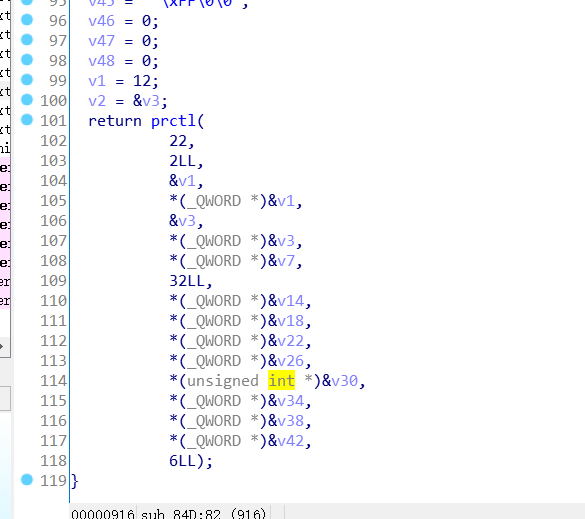 95 v45 = "\xFF\0\0";
96 v46 = 0;
97 v47 = 0;
98 v48 = 0;
99 v1 = 12;
100 v2 = &v3;
101 return prctl(
102 22,
103 2LL,
104 &v1,
105 *(_QWORD *)&v1,
106 &v3,
107 *(_QWORD *)&v3,
108 *(_QWORD *)&v7,
109 32LL,
110 *(_QWORD *)&v14,
111 *(_QWORD *)&v18,
112 *(_QWORD *)&v22,
113 *(_QWORD *)&v26,
114 *(unsigned int *)&v30,
115 *(_QWORD *)&v34,
116 *(_QWORD *)&v38,
117 *(_QWORD *)&v42,
118 6LL);
119 }
00000916 sub_84D:82 (916)